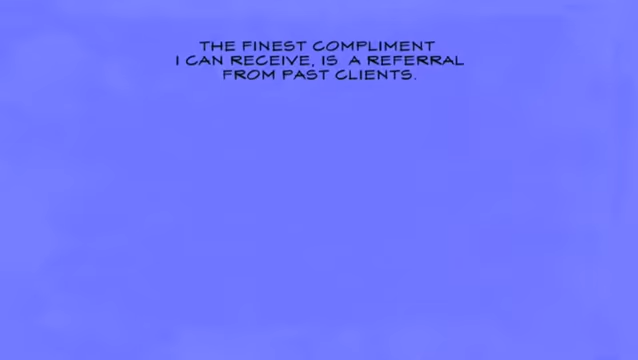 THE FINEST COMPLIMENT
I CAN RECEIVE, IS A REFERRAL
FROM PAST CLIENTS.